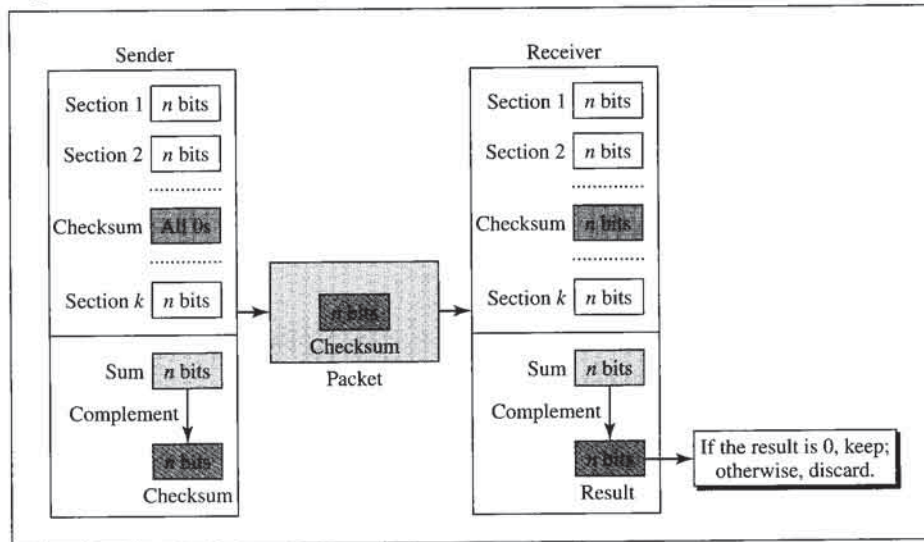 Sender
Section 1 n bits
Section 2 n bits
Checksum All 0s
Section k n bits
Sum n bits
Complement
n bits
Checksum
n bits
Checksum
Packet
Receiver
Section 1 n bits
Section 2 n bits
Checksum n bits
Section k n bits
Sum n bits
Complement
n bits
Result
If the result is 0, keep;
otherwise, discard.